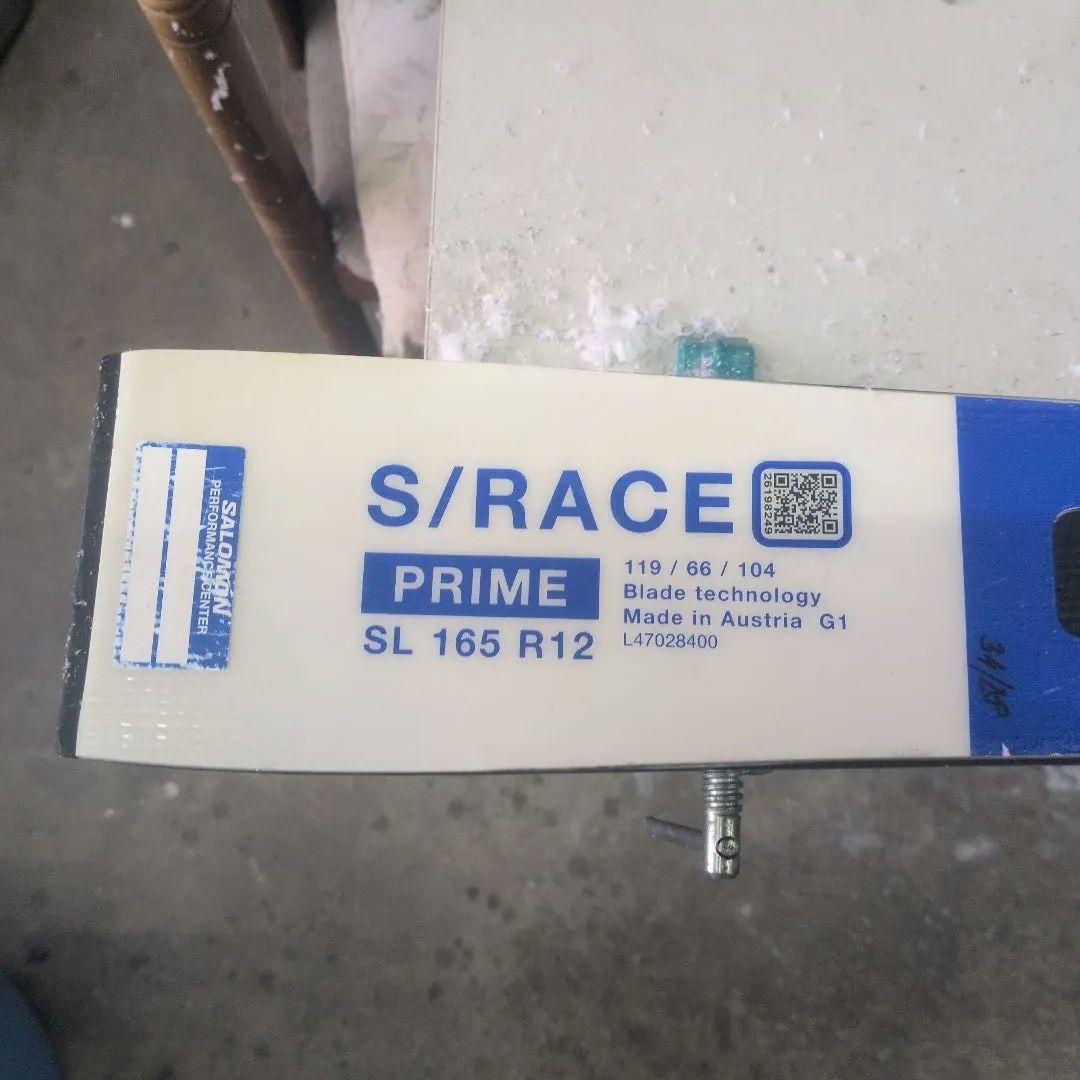 S/RACE
26198249
PRIME
SL 165 R12
119 / 66 / 104
Blade technology
Made in Austria G1
L47028400
SALOMON
PERFORMANCE CENTER